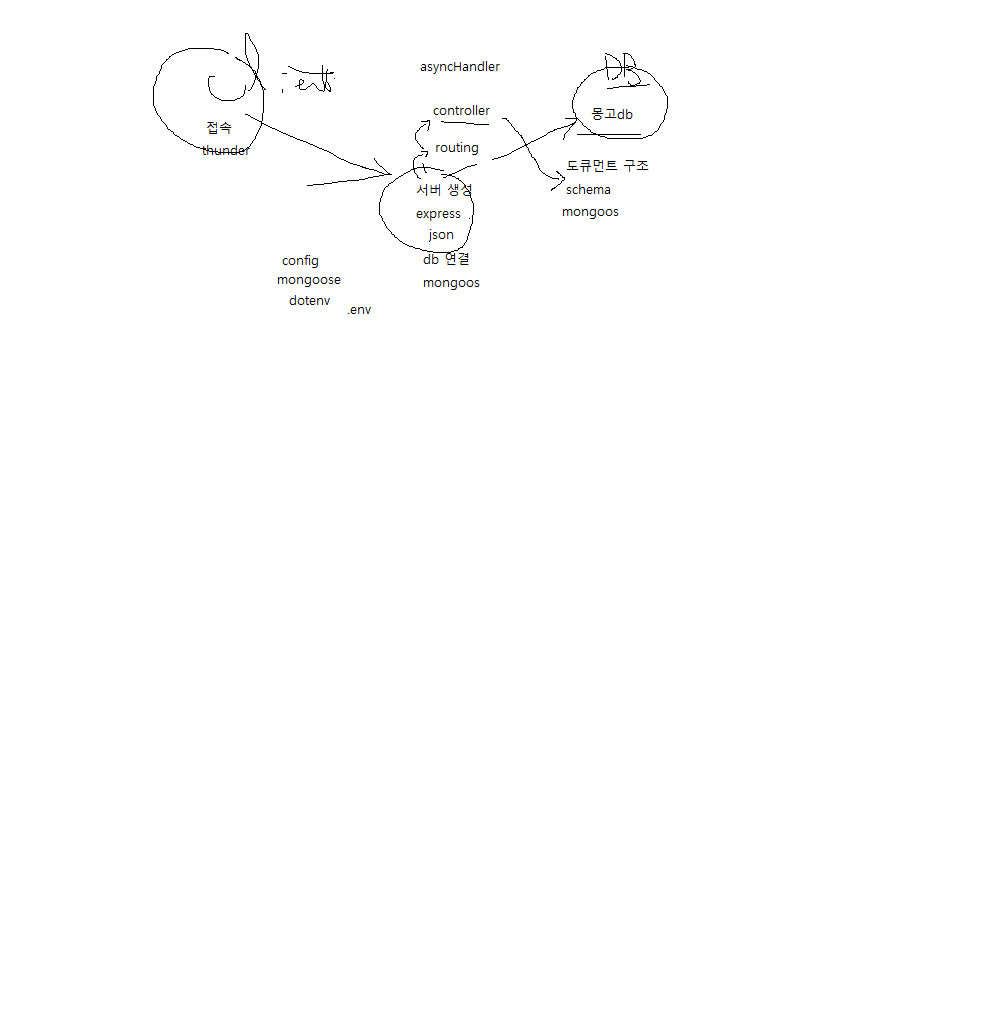 client
접속
thunder
asyncHandler
controller
routing
서버 생성
express
json
db 연결
mongoos
DB
몽고db
도큐먼트 구조
schema
mongoos
config
mongoose
dotenv
.env